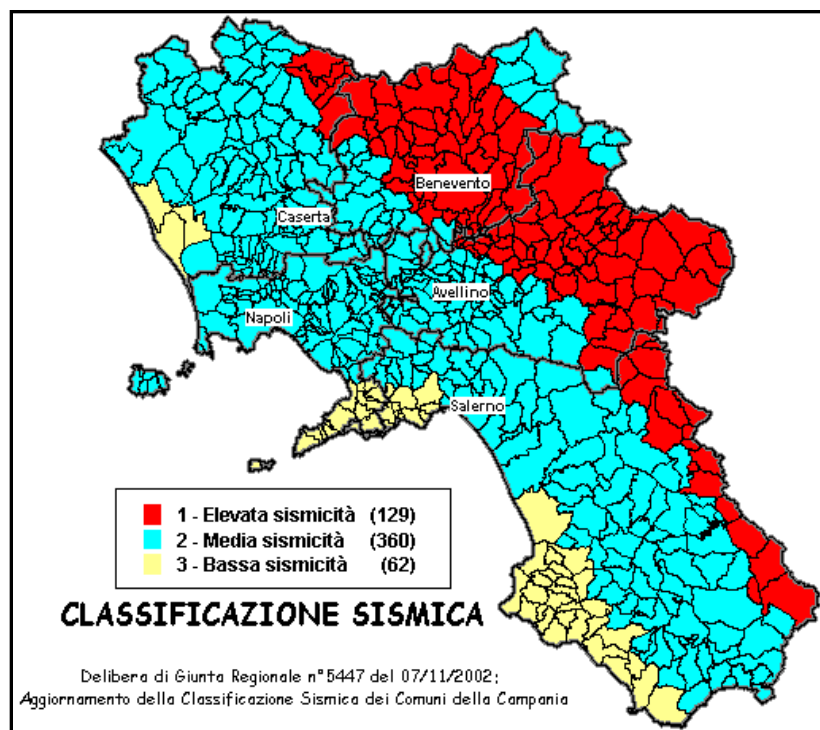 Benevento
Caserta
Avellino
Napoli
Salerno
1 - Elevata sismicità (129)
2 - Media sismicità (360)
3 - Bassa sismicità (62)
CLASSIFICAZIONE SISMICA
Delibera di Giunta Regionale n°5447 del 07/11/2002;
Aggiornamento della Classificazione Sismica dei Comuni della Campania